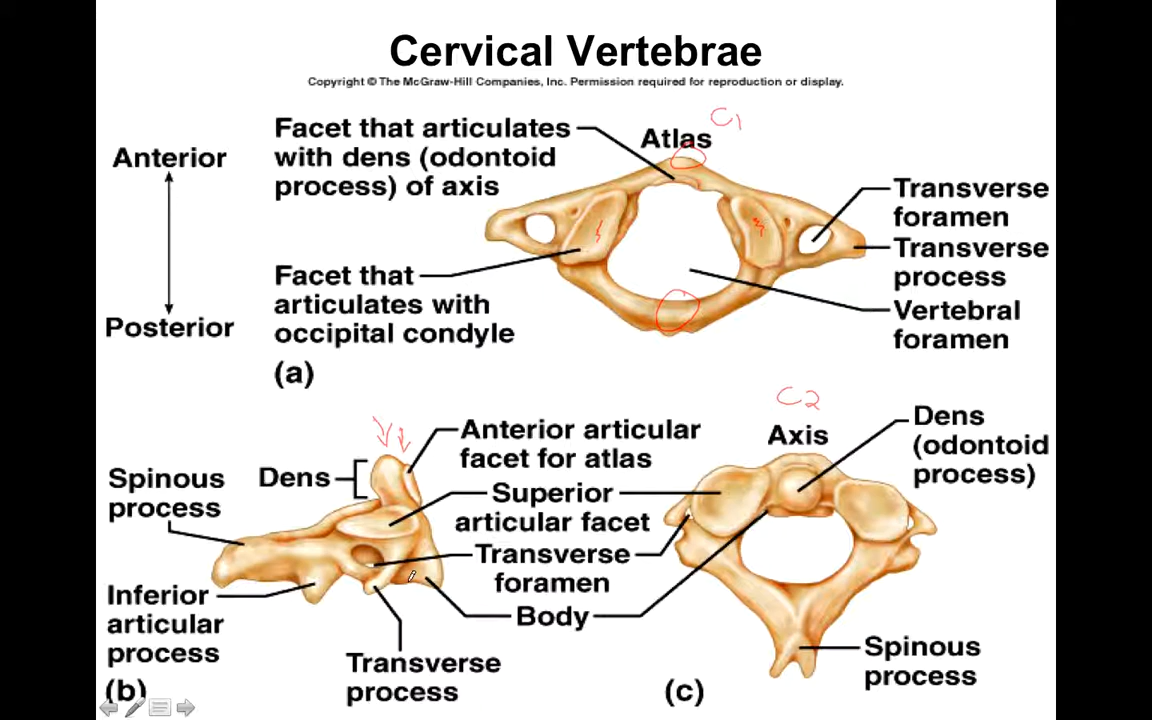 Cervical Vertebrae
Copyright © The McGraw-Hill Companies, Inc. Permission required for reproduction or display.
C1
Atlas
Anterior
Posterior
Facet that articulates
with dens (odontoid
process) of axis
Facet that
articulates with
occipital condyle
Transverse
foramen
Transverse
process
Vertebral
foramen
(a)
Dens
Anterior articular
facet for atlas
Spinous
process
Superior
articular facet
Transverse
foramen
Body
Inferior
articular
process
Transverse
process
(b)
C2
Axis
Dens
(odontoid
process)
Spinous
process
(c)